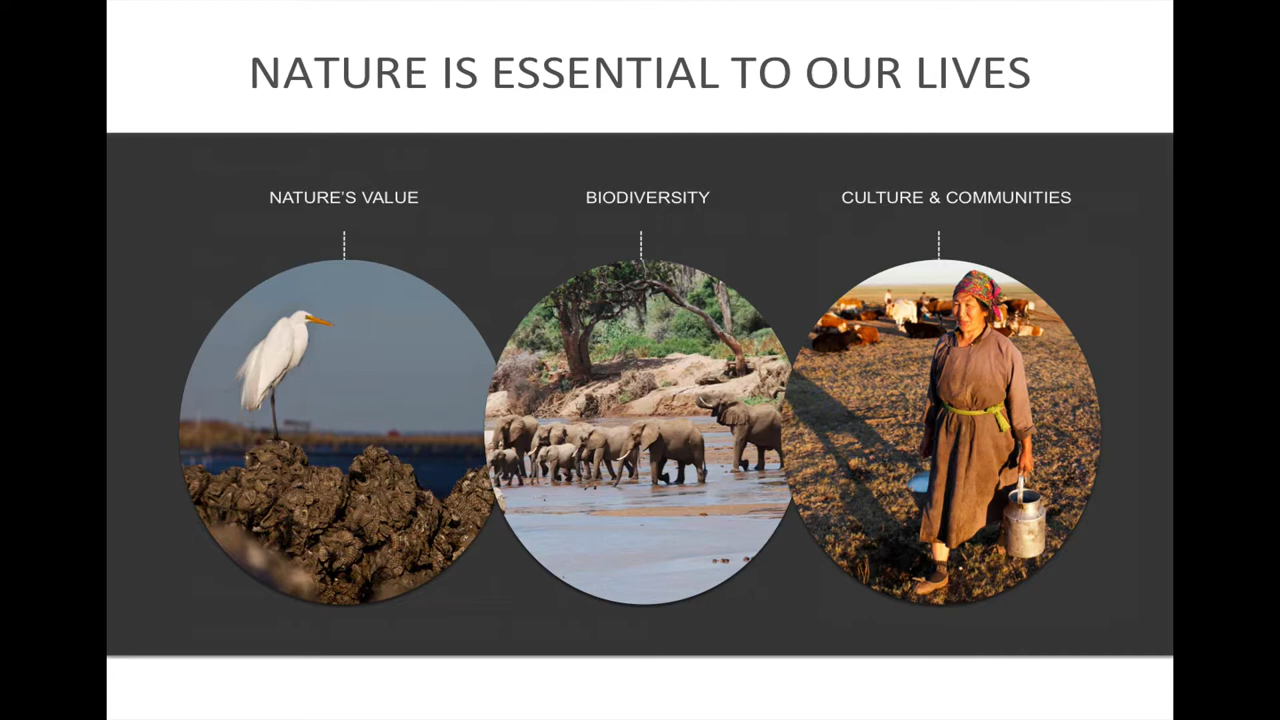 NATURE IS ESSENTIAL TO OUR LIVES
NATURE'S VALUE
BIODIVERSITY
CULTURE & COMMUNITIES